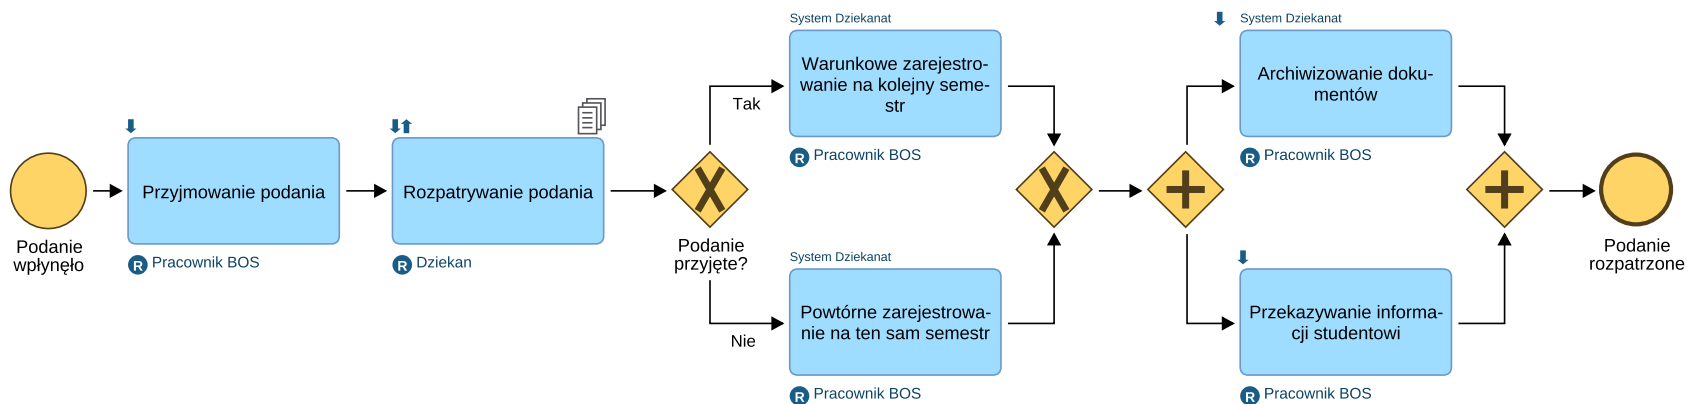 Podanie
wpłynęło
Przyjmowanie podania
R Pracownik BOS
Rozpatrywanie podania
R Dziekan
Podanie
przyjęte?
Tak
Nie
System Dziekanat
Warunkowe zarejestro-
wanie na kolejny seme-
str
R Pracownik BOS
System Dziekanat
Powtórne zarejestrowa-
nie na ten sam semestr
R Pracownik BOS
System Dziekanat
Archiwizowanie doku-
mentów
R Pracownik BOS
Przekazywanie informa-
cji studentowi
R Pracownik BOS
Podanie
rozpatrzone